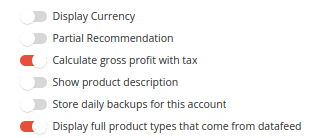 Display Currency
Partial Recommendation
Calculate gross profit with tax
Show product description
Store daily backups for this account
Display full product types that come from datafeed